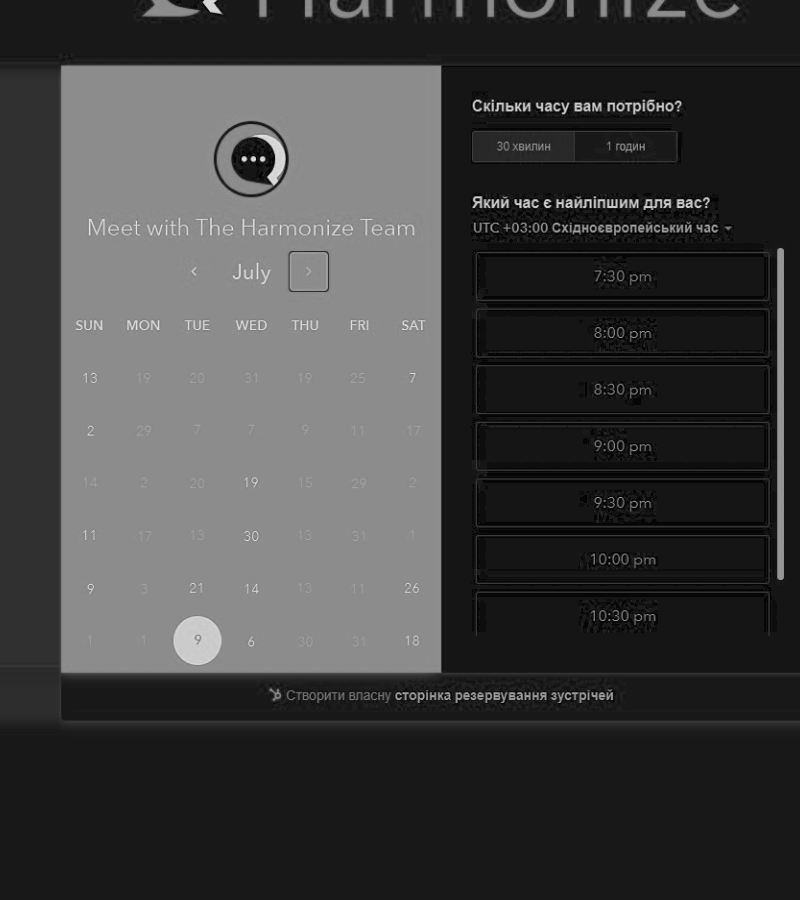 Harmonize
Meet with The Harmonize Team
July
SUN MON TUE WED THU FRI SAT
13 19 20 31 19 25 7
2 29 7 7 9 11 17
14 2 20 19 15 29 2
11 17 13 30 13 31 1
9 3 21 14 13 11 26
1 1 9 6 30 31 18
Скільки часу вам потрібно?
30 хвилин 1 годин
Який час є найліпшим для вас?
UTC +03:00 Східноєвропейський час
7:30 pm
8:00 pm
8:30 pm
9:00 pm
9:30 pm
10:00 pm
10:30 pm
Створити власну сторінка резервування зустрічей